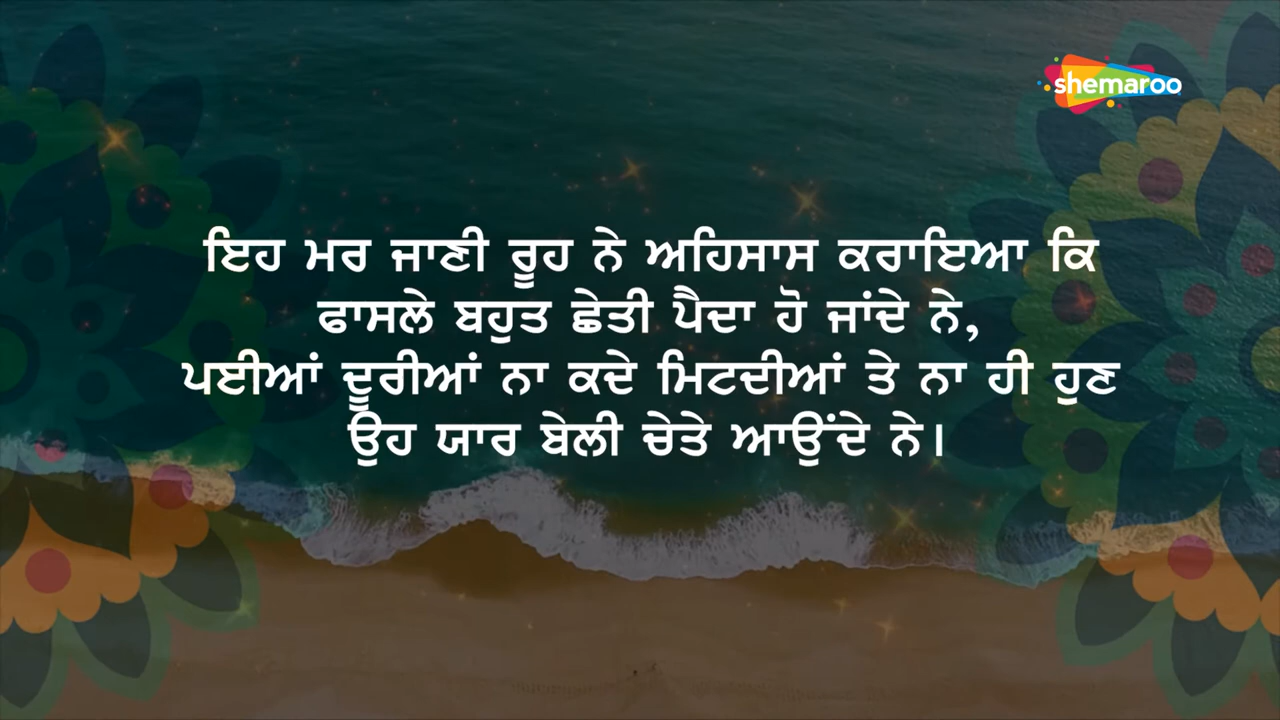 shemaroo
ਇਹ ਮਰ ਜਾਣੀ ਰੂਹ ਨੇ ਅਹਿਸਾਸ ਕਰਾਇਆ ਕਿ
ਫਾਸਲੇ ਬਹੁਤ ਛੇਤੀ ਪੈਦਾ ਹੋ ਜਾਂਦੇ ਨੇ,
ਪਈਆਂ ਦੂਰੀਆਂ ਨਾ ਕਦੇ ਮਿਟਦੀਆਂ ਤੇ ਨਾ ਹੀ ਹੁਣ
ਉਹ ਯਾਰ ਬੇਲੀ ਚੇਤੇ ਆਉਂਦੇ ਨੇ।